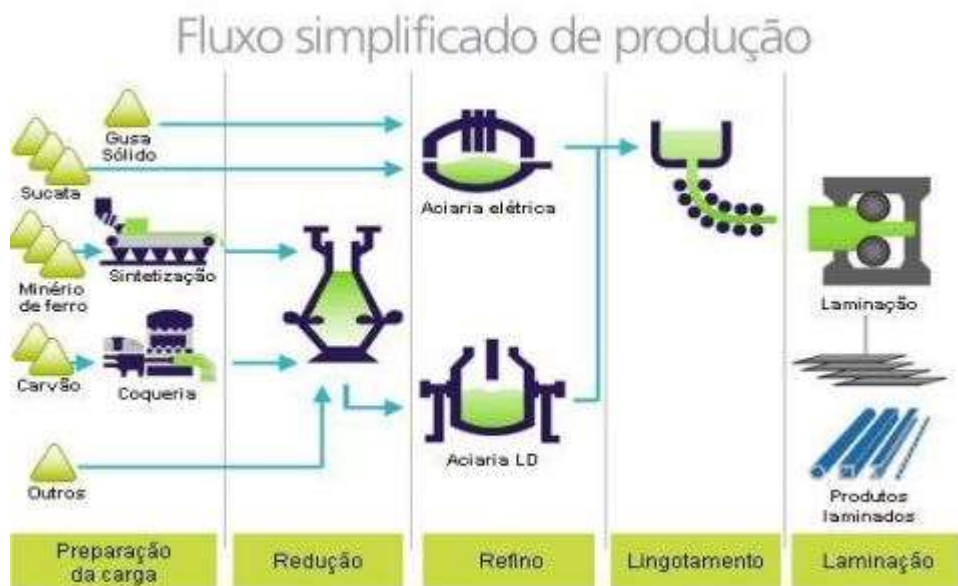 Fluxo simplificado de produção
Gusa
Sólido
Sucata
Aciaria elétrica
Minério
de ferro
Sintetização
Laminação
Carvão
Coqueria
Aciaria LD
Outros
Produtos
laminados
Preparação
da carga
Redução
Refino
Lingotamento
Laminação